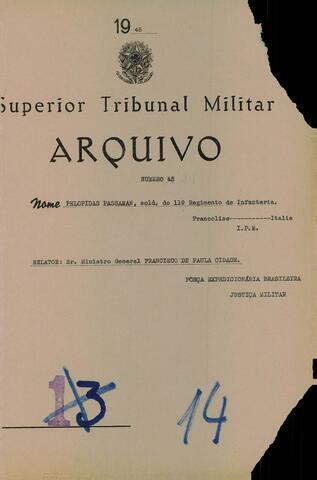 19 45
Superior Tribunal Militar
ARQUIVO
NUMERO 45
Nome PELOPIDAS PASSAMAN, sold. do 11º Regimento de Infantaria.
Francolise-----------Italia
I.P.M.
RELATOR: Sr. Ministro General FRANCISCO DE PAULA CIDADE.
FORÇA EXPEDICIONÁRIA BRASILEIRA
JUSTIÇA MILITAR
13 14